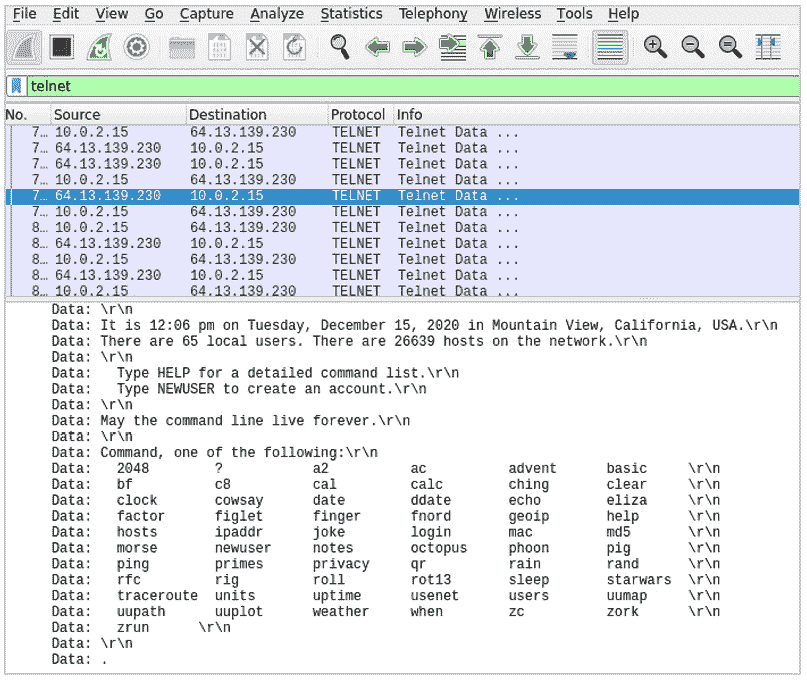 File Edit View Go Capture Analyze Statistics Telephony Wireless Tools Help
telnet
No. Source Destination Protocol Info
7… 10.0.2.15 64.13.139.230 TELNET Telnet Data ...
7… 64.13.139.230 10.0.2.15 TELNET Telnet Data ...
7… 64.13.139.230 10.0.2.15 TELNET Telnet Data ...
7… 10.0.2.15 64.13.139.230 TELNET Telnet Data ...
7… 64.13.139.230 10.0.2.15 TELNET Telnet Data ...
7… 10.0.2.15 64.13.139.230 TELNET Telnet Data ...
8… 10.0.2.15 64.13.139.230 TELNET Telnet Data ...
8… 64.13.139.230 10.0.2.15 TELNET Telnet Data ...
8… 10.0.2.15 64.13.139.230 TELNET Telnet Data ...
8… 64.13.139.230 10.0.2.15 TELNET Telnet Data ...
8… 10.0.2.15 64.13.139.230 TELNET Telnet Data ...
Data: \r\n
Data: It is 12:06 pm on Tuesday, December 15, 2020 in Mountain View, California, USA.\r\n
Data: There are 65 local users. There are 26639 hosts on the network.\r\n
Data: \r\n
Data: Type HELP for a detailed command list.\r\n
Data: Type NEWUSER to create an account.\r\n
Data: \r\n
Data: May the command line live forever.\r\n
Data: \r\n
Data: Command, one of the following:\r\n
Data: 2048 ? a2 ac advent basic \r\n
Data: bf c8 cal calc ching clear \r\n
Data: clock cowsay date ddate echo eliza \r\n
Data: factor figlet finger fnord geoip help \r\n
Data: hosts ipaddr joke login mac md5 \r\n
Data: morse newuser notes octopus phoon pig \r\n
Data: ping primes privacy qr rain rand \r\n
Data: rfc rig roll rot13 sleep starwars \r\n
Data: traceroute units uptime usenet users uumap \r\n
Data: uupath uuplot weather when zc zork \r\n
Data: zrun \r\n
Data: \r\n
Data: .